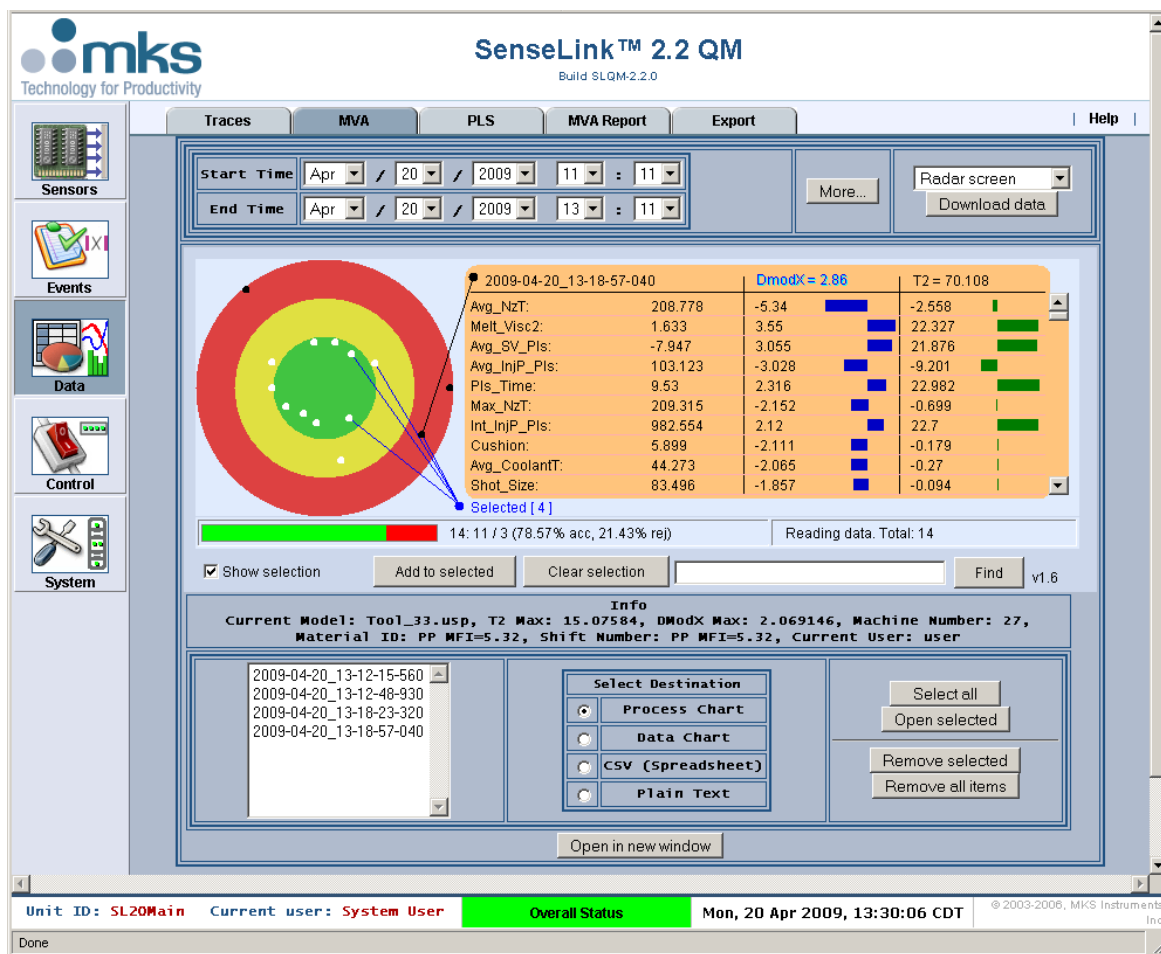 mks
Technology for Productivity
SenseLink™ 2.2 QM
Build SLQM-2.2.0
Traces MVA PLS MVA Report Export | Help |
Sensors
Events
Data
Control
System
Start Time Apr / 20 / 2009 11 : 11
End Time Apr / 20 / 2009 13 : 11
More...
Radar screen
Download data
2009-04-20_13-18-57-040 DmodX = 2.86 T2 = 70.108
Avg_NzT: 208.778 -5.34 -2.558
Melt_Visc2: 1.633 3.55 22.327
Avg_SV_Pls: -7.947 3.055 21.876
Avg_InjP_Pls: 103.123 -3.028 -9.201
Pls_Time: 9.53 2.316 22.982
Max_NzT: 209.315 -2.152 -0.699
Int_InjP_Pls: 982.554 2.12 22.7
Cushion: 5.899 -2.111 -0.179
Avg_CoolantT: 44.273 -2.065 -0.27
Shot_Size: 83.496 -1.857 -0.094
Selected [ 4 ]
14: 11 / 3 (78.57% acc, 21.43% rej) Reading data. Total: 14
Show selection Add to selected Clear selection Find v1.6
Info
Current Model: Tool_33.usp, T2 Max: 15.07584, DModX Max: 2.069146, Machine Number: 27,
Material ID: PP MFI=5.32, Shift Number: PP MFI=5.32, Current User: user
2009-04-20_13-12-15-560
2009-04-20_13-12-48-930
2009-04-20_13-18-23-320
2009-04-20_13-18-57-040
Select Destination
Process Chart
Data Chart
CSV (Spreadsheet)
Plain Text
Select all
Open selected
Remove selected
Remove all items
Open in new window
Unit ID: SL20Main Current user: System User Overall Status Mon, 20 Apr 2009, 13:30:06 CDT © 2003-2006, MKS Instruments
Inc
Done